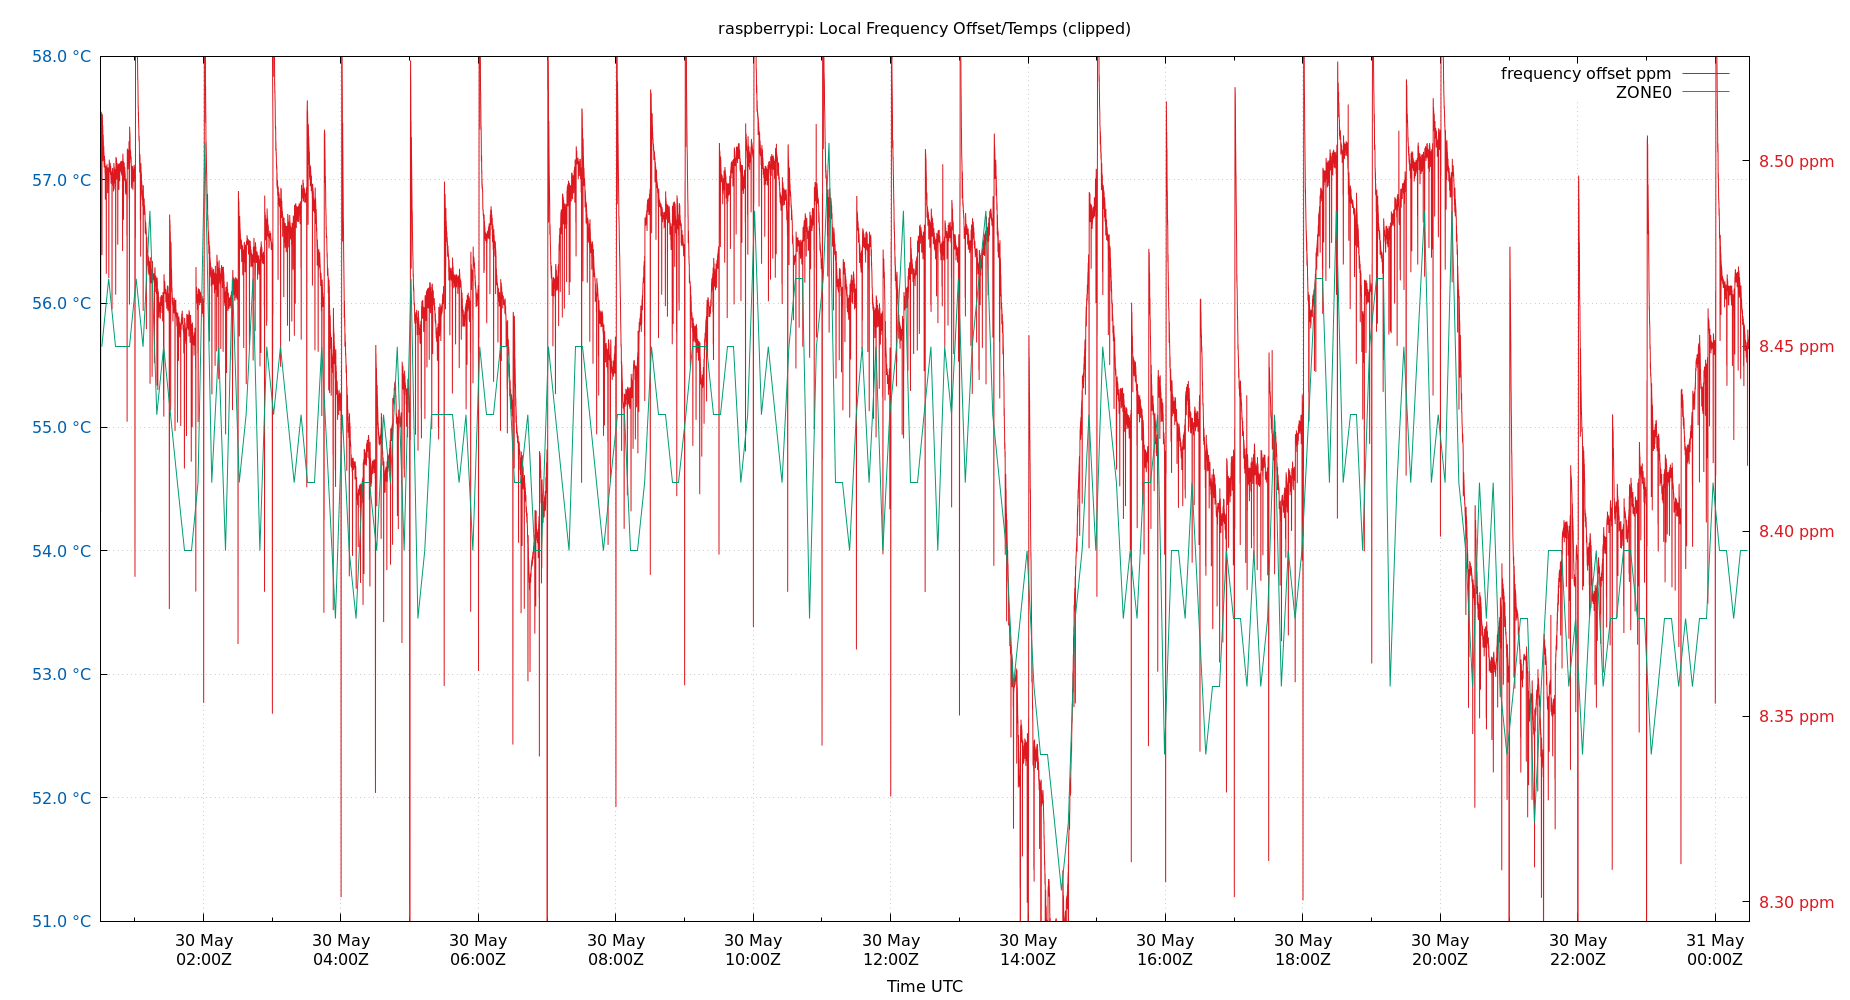 raspberrypi: Local Frequency Offset/Temps (clipped)
58.0 °C
57.0 °C
56.0 °C
55.0 °C
54.0 °C
53.0 °C
52.0 °C
51.0 °C
frequency offset ppm
ZONE0
8.50 ppm
8.45 ppm
8.40 ppm
8.35 ppm
8.30 ppm
30 May 30 May 30 May 30 May 30 May 30 May 30 May 30 May 30 May 30 May 30 May 31 May
02:00Z 04:00Z 06:00Z 08:00Z 10:00Z 12:00Z 14:00Z 16:00Z 18:00Z 20:00Z 22:00Z 00:00Z
Time UTC